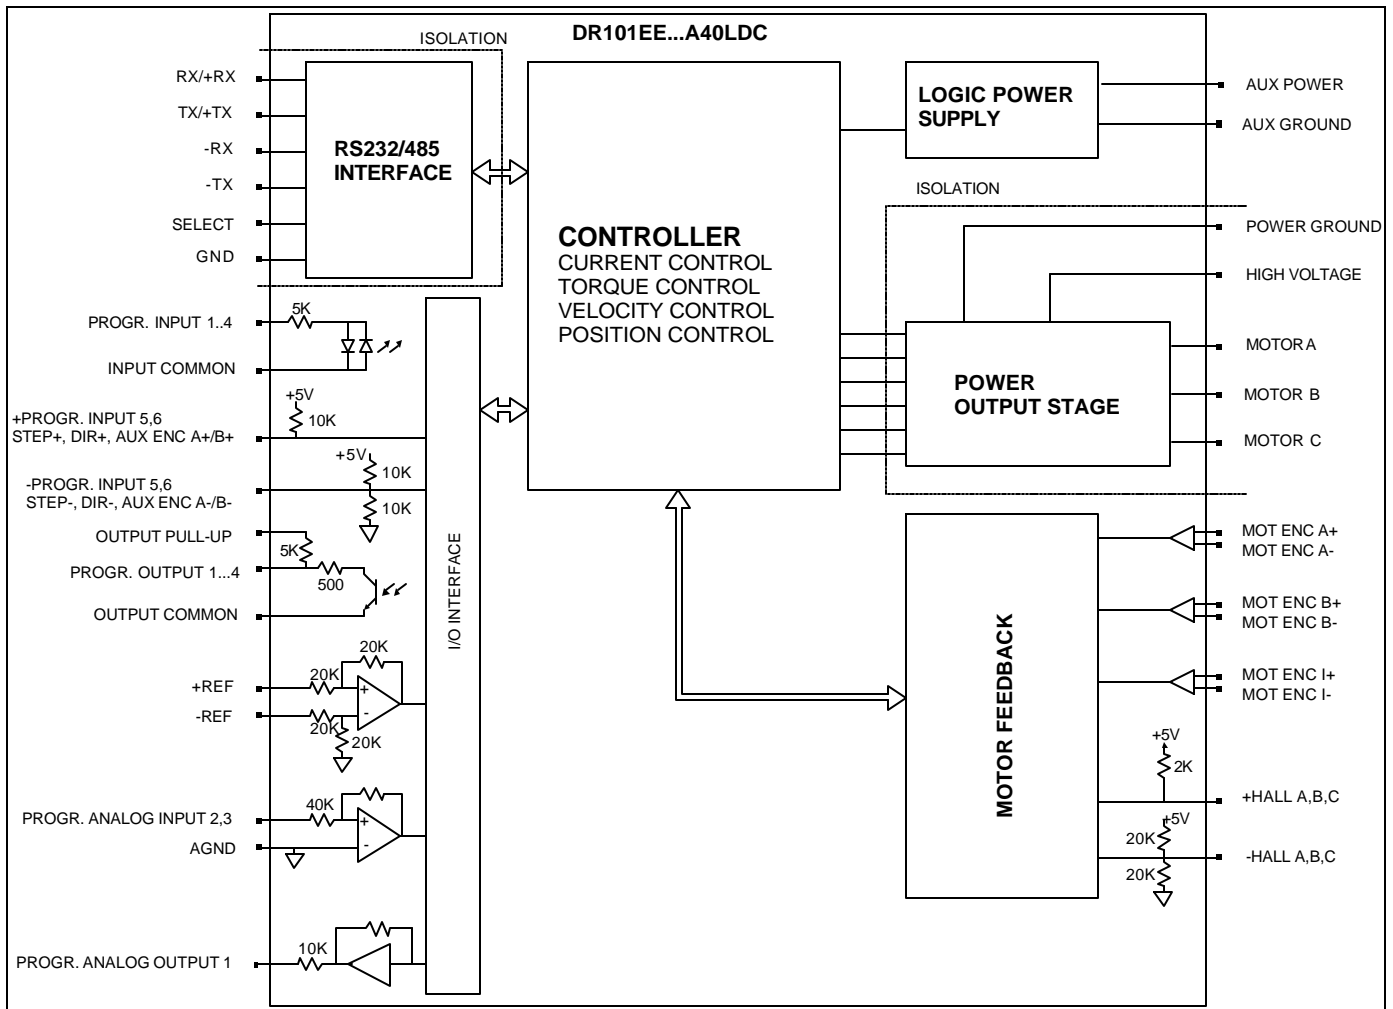 DR101EE...A40LDC
ISOLATION
RX/+RX
TX/+TX
-RX
-TX
SELECT
GND
RS232/485
INTERFACE
CONTROLLER
CURRENT CONTROL
TORQUE CONTROL
VELOCITY CONTROL
POSITION CONTROL
LOGIC POWER
SUPPLY
AUX POWER
AUX GROUND
ISOLATION
POWER GROUND
HIGH VOLTAGE
POWER
OUTPUT STAGE
MOTOR A
MOTOR B
MOTOR C
PROGR. INPUT 1..4
5K
INPUT COMMON
+5V
10K
+PROGR. INPUT 5,6
STEP+, DIR+, AUX ENC A+/B+
+5V
10K
10K
-PROGR. INPUT 5,6
STEP-, DIR-, AUX ENC A-/B-
OUTPUT PULL-UP
5K
PROGR. OUTPUT 1...4
500
OUTPUT COMMON
I/O INTERFACE
20K
20K
+REF
+
-REF
-
20K
20K
40K
PROGR. ANALOG INPUT 2,3
+
AGND
-
10K
PROGR. ANALOG OUTPUT 1
MOTOR FEEDBACK
MOT ENC A+
MOT ENC A-
MOT ENC B+
MOT ENC B-
MOT ENC I+
MOT ENC I-
+5V
2K
+HALL A,B,C
+5V
20K
-HALL A,B,C
20K